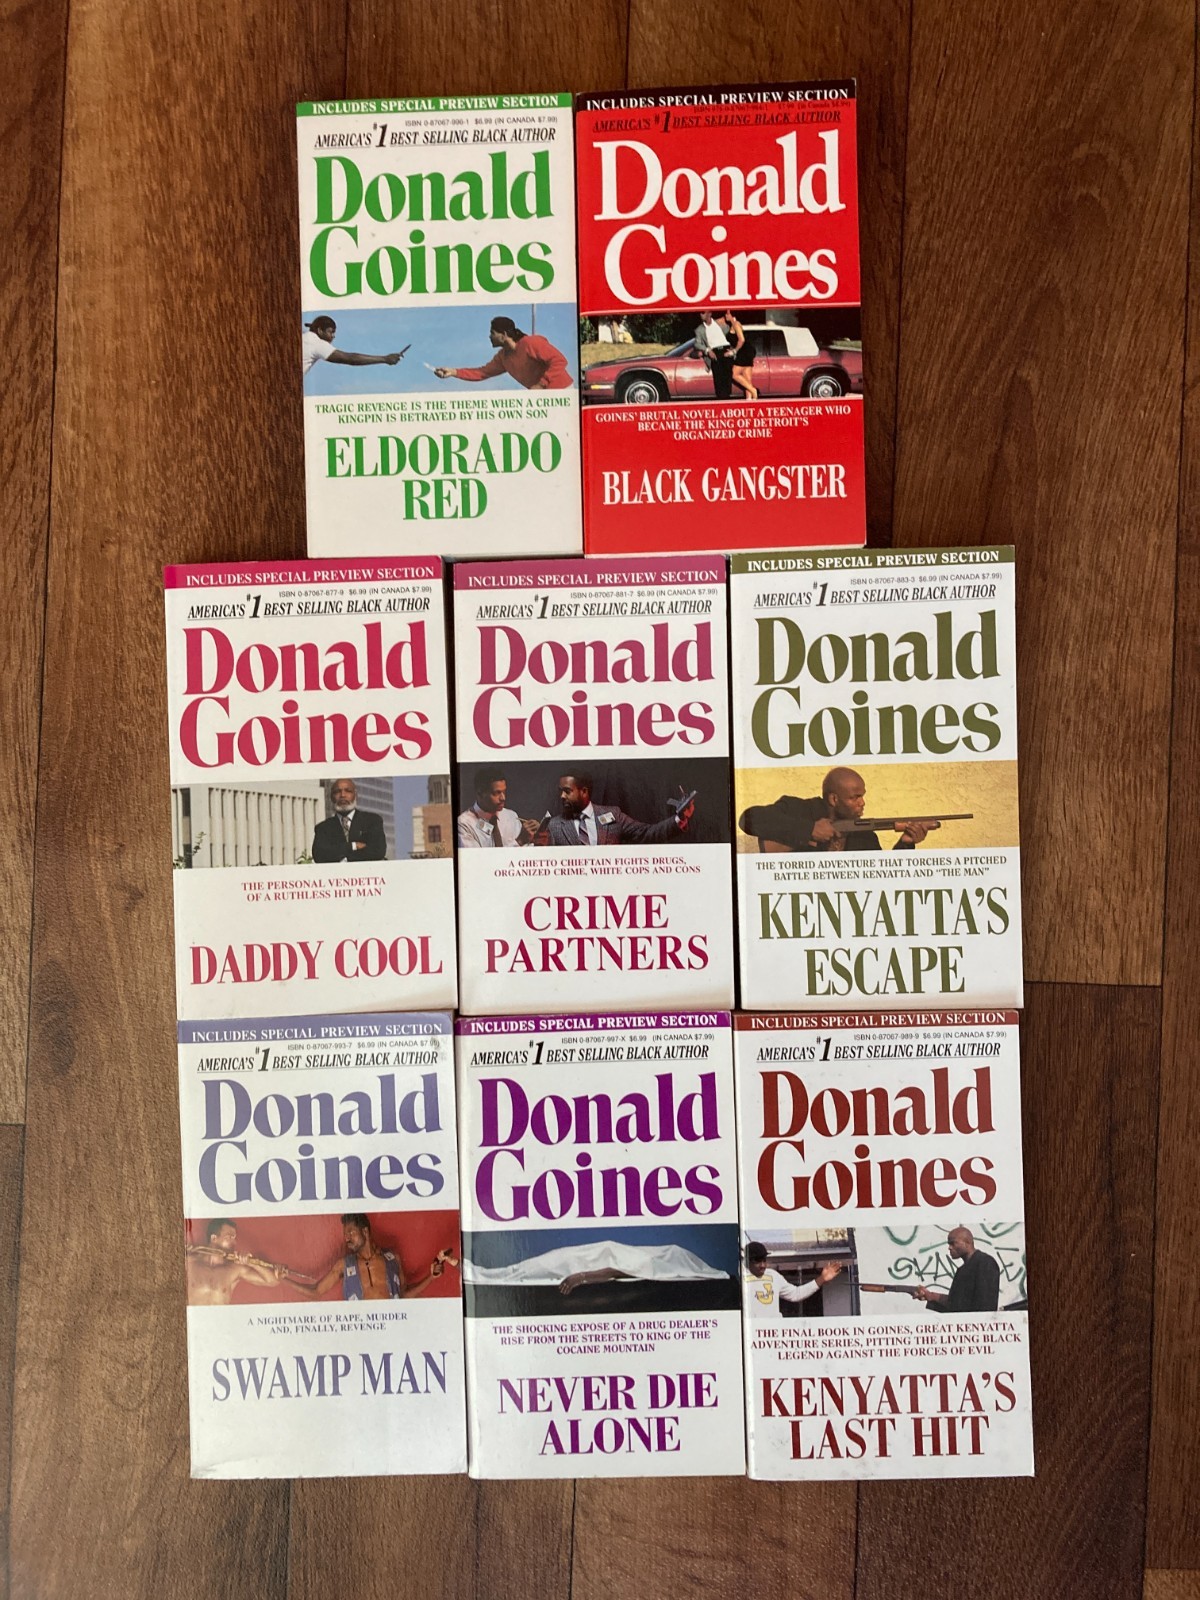 INCLUDES SPECIAL PREVIEW SECTION
ISBN 0-87067-996-1 $6.99 (IN CANADA $7.99)
AMERICA'S #1 BEST SELLING BLACK AUTHOR
Donald
Goines
TRAGIC REVENGE IS THE THEME WHEN A CRIME
KINGPIN IS BETRAYED BY HIS OWN SON
ELDORADO
RED
INCLUDES SPECIAL PREVIEW SECTION
AMERICA'S #1 BEST SELLING BLACK AUTHOR
Donald
Goines
GOINES' BRUTAL NOVEL ABOUT A TEENAGER WHO
BECAME THE KING OF DETROIT'S
ORGANIZED CRIME
BLACK GANGSTER
INCLUDES SPECIAL PREVIEW SECTION
ISBN 0-87067-877-9 $6.99 (IN CANADA $7.99)
AMERICA'S #1 BEST SELLING BLACK AUTHOR
Donald
Goines
THE PERSONAL VENDETTA
OF A RUTHLESS HIT MAN
DADDY COOL
INCLUDES SPECIAL PREVIEW SECTION
ISBN 0-87067-881-7 $6.99 (IN CANADA $7.99)
AMERICA'S #1 BEST SELLING BLACK AUTHOR
Donald
Goines
A GHETTO CHIEFTAIN FIGHTS DRUGS,
ORGANIZED CRIME, WHITE COPS AND CONS
CRIME
PARTNERS
INCLUDES SPECIAL PREVIEW SECTION
ISBN 0-87067-883-3 $6.99 (IN CANADA $7.99)
AMERICA'S #1 BEST SELLING BLACK AUTHOR
Donald
Goines
THE TORRID ADVENTURE THAT TORCHES A PITCHED
BATTLE BETWEEN KENYATTA AND "THE MAN"
KENYATTA'S
ESCAPE
INCLUDES SPECIAL PREVIEW SECTION
ISBN 0-87067-993-7 $6.99 (IN CANADA $7.99)
AMERICA'S #1 BEST SELLING BLACK AUTHOR
Donald
Goines
A NIGHTMARE OF RAPE, MURDER
AND, FINALLY, REVENGE
SWAMP MAN
INCLUDES SPECIAL PREVIEW SECTION
ISBN 0-87067-997-X $6.99 (IN CANADA $7.99)
AMERICA'S #1 BEST SELLING BLACK AUTHOR
Donald
Goines
THE SHOCKING EXPOSE OF A DRUG DEALER'S
RISE FROM THE STREETS TO KING OF THE
COCAINE MOUNTAIN
NEVER DIE
ALONE
INCLUDES SPECIAL PREVIEW SECTION
ISBN 0-87067-989-9 $6.99 (IN CANADA $7.99)
AMERICA'S #1 BEST SELLING BLACK AUTHOR
Donald
Goines
THE FINAL BOOK IN GOINES, GREAT KENYATTA
ADVENTURE SERIES, PITTING THE LIVING BLACK
LEGEND AGAINST THE FORCES OF EVIL
KENYATTA'S
LAST HIT